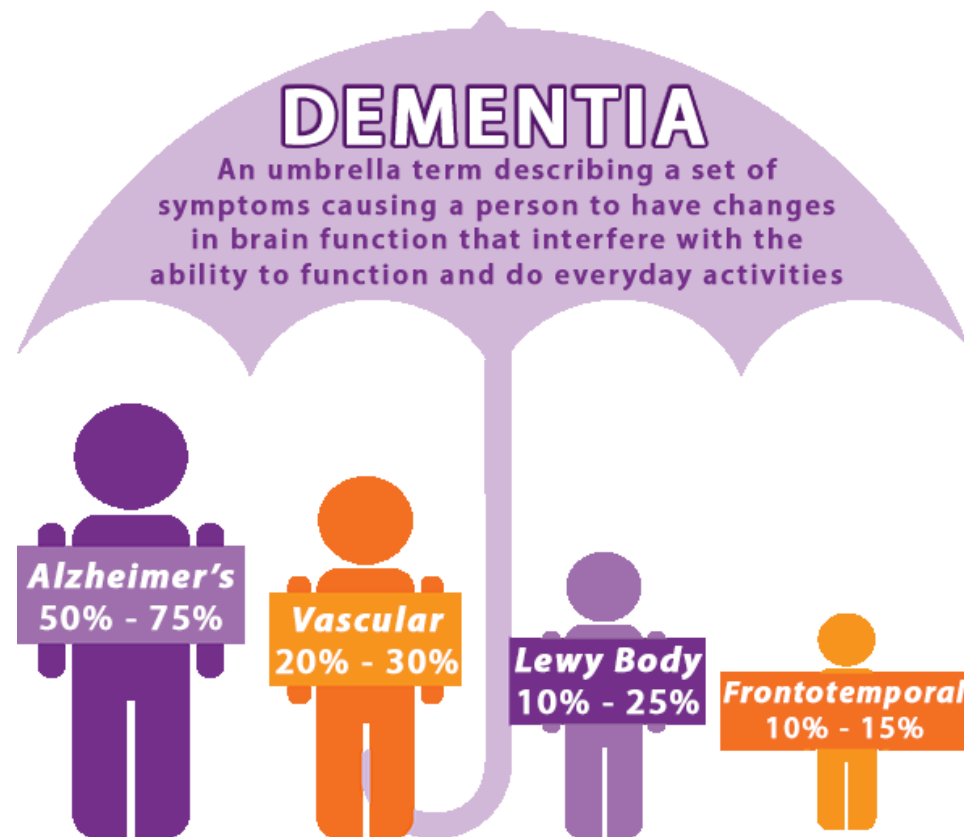 DEMENTIA
An umbrella term describing a set of
symptoms causing a person to have changes
in brain function that interfere with the
ability to function and do everyday activities
Alzheimer's
50% - 75%
Vascular
20% - 30%
Lewy Body
10% - 25%
Frontotemporal
10% - 15%